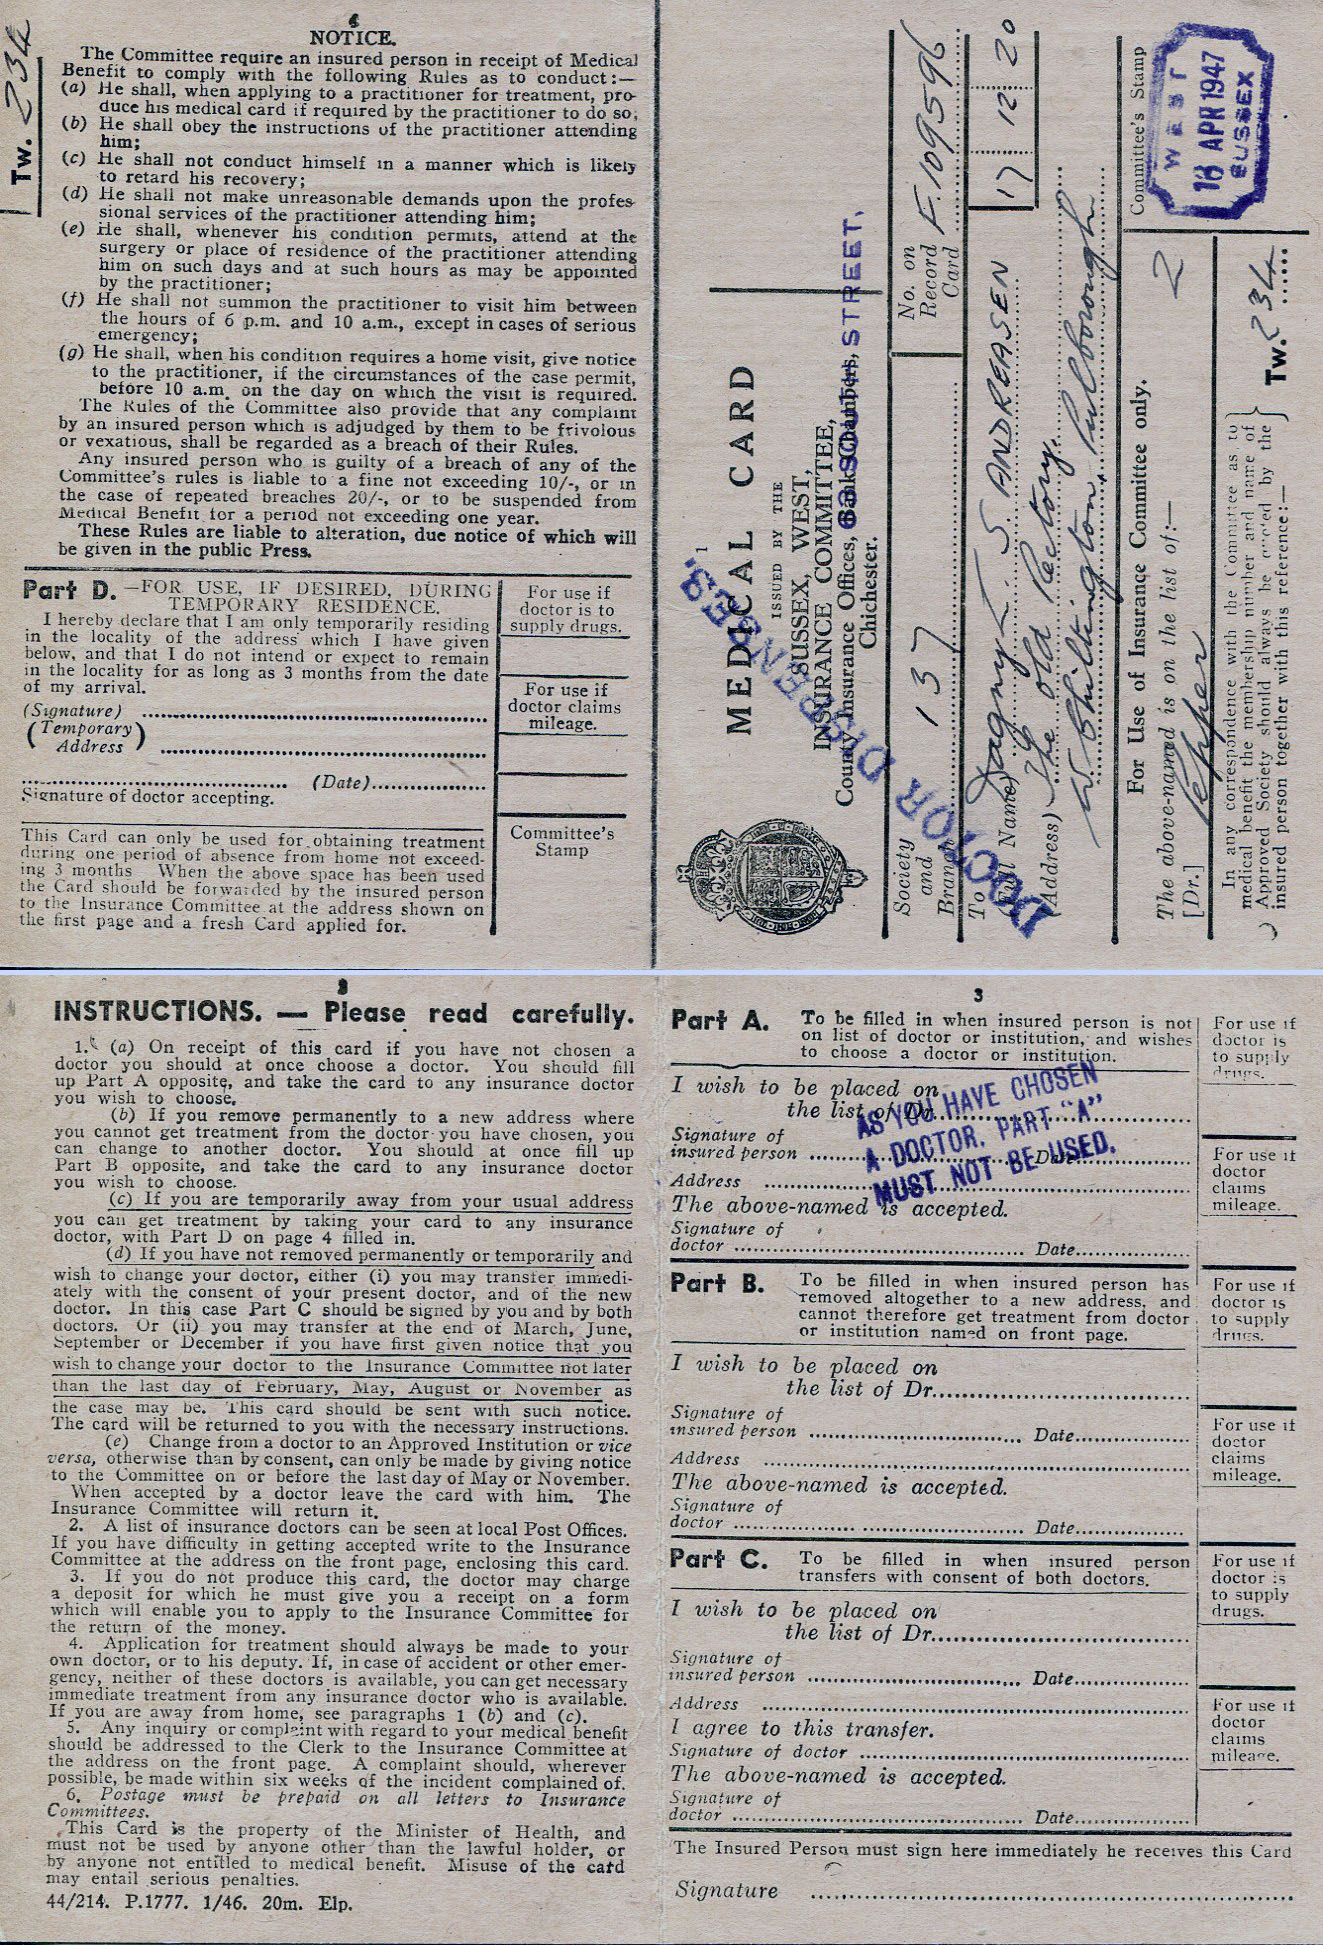 4
NOTICE.
The Committee require an insured person in receipt of Medical
Benefit to comply with the following Rules as to conduct:—
(a) He shall, when applying to a practitioner for treatment, pro-
duce his medical card if required by the practitioner to do so;
(b) He shall obey the instructions of the practitioner attending
him;
(c) He shall not conduct himself in a manner which is likely
to retard his recovery;
(d) He shall not make unreasonable demands upon the profes-
sional services of the practitioner attending him;
(e) He shall, whenever his condition permits, attend at the
surgery or place of residence of the practitioner attending
him on such days and at such hours as may be appointed
by the practitioner;
(f) He shall not summon the practitioner to visit him between
the hours of 6 p.m. and 10 a.m., except in cases of serious
emergency;
(g) He shall, when his condition requires a home visit, give notice
to the practitioner, if the circumstances of the case permit,
before 10 a.m. on the day on which the visit is required.
The Rules of the Committee also provide that any complaint
by an insured person which is adjudged by them to be frivolous
or vexatious, shall be regarded as a breach of their Rules.
Any insured person who is guilty of a breach of any of the
Committee's rules is liable to a fine not exceeding 10/-, or in
the case of repeated breaches 20/-, or to be suspended from
Medical Benefit for a period not exceeding one year.
These Rules are liable to alteration, due notice of which will
be given in the public Press.
Tw. 234
Part D.—FOR USE, IF DESIRED, DURING
TEMPORARY RESIDENCE.
I hereby declare that I am only temporarily residing
in the locality of the address which I have given
below, and that I do not intend or expect to remain
in the locality for as long as 3 months from the date
of my arrival.
(Signature)
(Temporary
Address)
(Date)
Signature of doctor accepting.
This Card can only be used for obtaining treatment
during one period of absence from home not exceed-
ing 3 months When the above space has been used
the Card should be forwarded by the insured person
to the Insurance Committee at the address shown on
the first page and a fresh Card applied for.
For use if
doctor is to
supply drugs.
For use if
doctor claims
mileage.
Committee's
Stamp
1
MEDICAL CARD
ISSUED BY THE
SUSSEX, WEST,
INSURANCE COMMITTEE,
County Insurance Offices, Bank Chambers,
63 SOUTH STREET,
Chichester.
DOCTOR DISPENSES.
Society
and
Branch
137
No. on
Record
Card
F.109596
To
(Full Name) Dagny K. S ANDREASEN
17 12 20
(Address) The Old Rectory.
W. Chiltington, Pulborough
For Use of Insurance Committee only.
The above-named is on the list of:— 2
[Dr.] Pepper
Committee's Stamp
WEST
18 APR 1947
SUSSEX
In any correspondence with the Committee as to
medical benefit the membership number and name of
Approved Society should always be quoted by the
insured person together with this reference:—
Tw. 234
2
INSTRUCTIONS. — Please read carefully.
1. (a) On receipt of this card if you have not chosen a
doctor you should at once choose a doctor. You should fill
up Part A opposite, and take the card to any insurance doctor
you wish to choose.
(b) If you remove permanently to a new address where
you cannot get treatment from the doctor you have chosen, you
can change to another doctor. You should at once fill up
Part B opposite, and take the card to any insurance doctor
you wish to choose.
(c) If you are temporarily away from your usual address
you can get treatment by taking your card to any insurance
doctor, with Part D on page 4 filled in.
(d) If you have not removed permanently or temporarily and
wish to change your doctor, either (i) you may transfer immedi-
ately with the consent of your present doctor, and of the new
doctor. In this case Part C should be signed by you and by both
doctors. Or (ii) you may transfer at the end of March, June,
September or December if you have first given notice that you
wish to change your doctor to the Insurance Committee not later
than the last day of February, May, August or November as
the case may be. This card should be sent with such notice.
The card will be returned to you with the necessary instructions.
(e) Change from a doctor to an Approved Institution or vice
versa, otherwise than by consent, can only be made by giving notice
to the Committee on or before the last day of May or November.
When accepted by a doctor leave the card with him. The
Insurance Committee will return it.
2. A list of insurance doctors can be seen at local Post Offices.
If you have difficulty in getting accepted write to the Insurance
Committee at the address on the front page, enclosing this card.
3. If you do not produce this card, the doctor may charge
a deposit for which he must give you a receipt on a form
which will enable you to apply to the Insurance Committee for
the return of the money.
4. Application for treatment should always be made to your
own doctor, or to his deputy. If, in case of accident or other emer-
gency, neither of these doctors is available, you can get necessary
immediate treatment from any insurance doctor who is available.
If you are away from home, see paragraphs 1 (b) and (c).
5. Any inquiry or complaint with regard to your medical benefit
should be addressed to the Clerk to the Insurance Committee at
the address on the front page. A complaint should, wherever
possible, be made within six weeks of the incident complained of.
6. Postage must be prepaid on all letters to Insurance
Committees.
This Card is the property of the Minister of Health, and
must not be used by anyone other than the lawful holder, or
by anyone not entitled to medical benefit. Misuse of the card
may entail serious penalties.
44/214. P.1777. 1/46. 20m. Elp.
3
Part A. To be filled in when insured person is not
on list of doctor or institution, and wishes
to choose a doctor or institution.
I wish to be placed on
the list of Dr.
Signature of
insured person Date
Address
The above-named is accepted.
Signature of
doctor Date
AS YOU HAVE CHOSEN
A DOCTOR, PART "A"
MUST NOT BE USED.
For use if
doctor is
to supply
drugs.
For use if
doctor
claims
mileage.
Part B. To be filled in when insured person has
removed altogether to a new address, and
cannot therefore get treatment from doctor
or institution named on front page.
I wish to be placed on
the list of Dr.
Signature of
insured person Date
Address
The above-named is accepted.
Signature of
doctor Date
For use if
doctor is
to supply
drugs.
For use if
doctor
claims
mileage.
Part C. To be filled in when insured person
transfers with consent of both doctors.
I wish to be placed on
the list of Dr.
Signature of
insured person Date
Address
I agree to this transfer.
Signature of doctor
The above-named is accepted.
Signature of
doctor Date
For use if
doctor is
to supply
drugs.
For use if
doctor
claims
mileage.
The Insured Person must sign here immediately he receives this Card
Signature